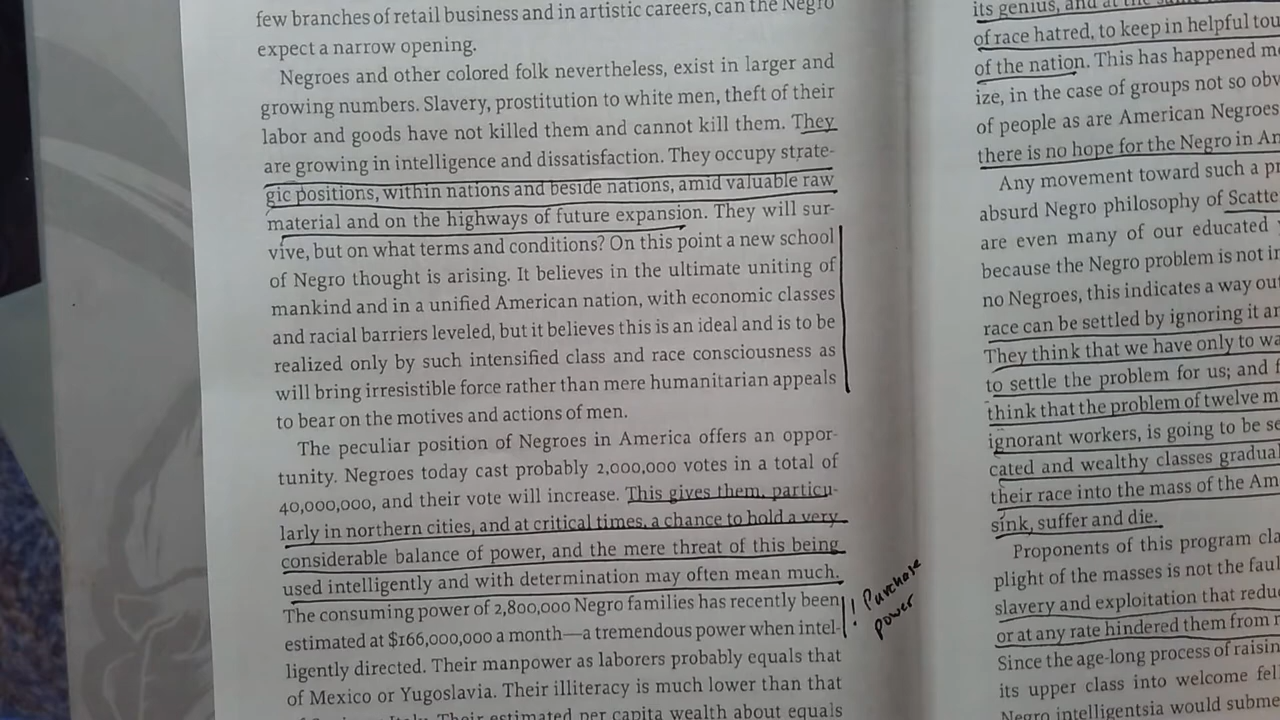 few branches of retail business and in artistic careers, can the Negro
expect a narrow opening.
Negroes and other colored folk nevertheless, exist in larger and
growing numbers. Slavery, prostitution to white men, theft of their
labor and goods have not killed them and cannot kill them. They
are growing in intelligence and dissatisfaction. They occupy strate-
gic positions, within nations and beside nations, amid valuable raw
material and on the highways of future expansion. They will sur-
vive, but on what terms and conditions? On this point a new school
of Negro thought is arising. It believes in the ultimate uniting of
mankind and in a unified American nation, with economic classes
and racial barriers leveled, but it believes this is an ideal and is to be
realized only by such intensified class and race consciousness as
will bring irresistible force rather than mere humanitarian appeals
to bear on the motives and actions of men.
The peculiar position of Negroes in America offers an oppor-
tunity. Negroes today cast probably 2,000,000 votes in a total of
40,000,000, and their vote will increase. This gives them, particu-
larly in northern cities, and at critical times, a chance to hold a very
considerable balance of power, and the mere threat of this being
used intelligently and with determination may often mean much.
The consuming power of 2,800,000 Negro families has recently been
estimated at $166,000,000 a month—a tremendous power when intel-
ligently directed. Their manpower as laborers probably equals that
of Mexico or Yugoslavia. Their illiteracy is much lower than that
Their estimated per capita wealth about equals
! Purchase
power
its genius, and at the
of race hatred, to keep in helpful
of the nation. This has happened
ize, in the case of groups not so
of people as are American Negroes
there is no hope for the Negro in
Any movement toward such a
absurd Negro philosophy of
are even many of our educated
because the Negro problem is not
no Negroes, this indicates a way
race can be settled by ignoring it
They think that we have only to
to settle the problem for us; and
think that the problem of twelve
ignorant workers, is going to be
cated and wealthy classes
their race into the mass of the
sink, suffer and die.
Proponents of this program
plight of the masses is not the
slavery and exploitation that
or at any rate hindered them from
Since the age-long process of
its upper class into welcome
Negro intelligentsia would